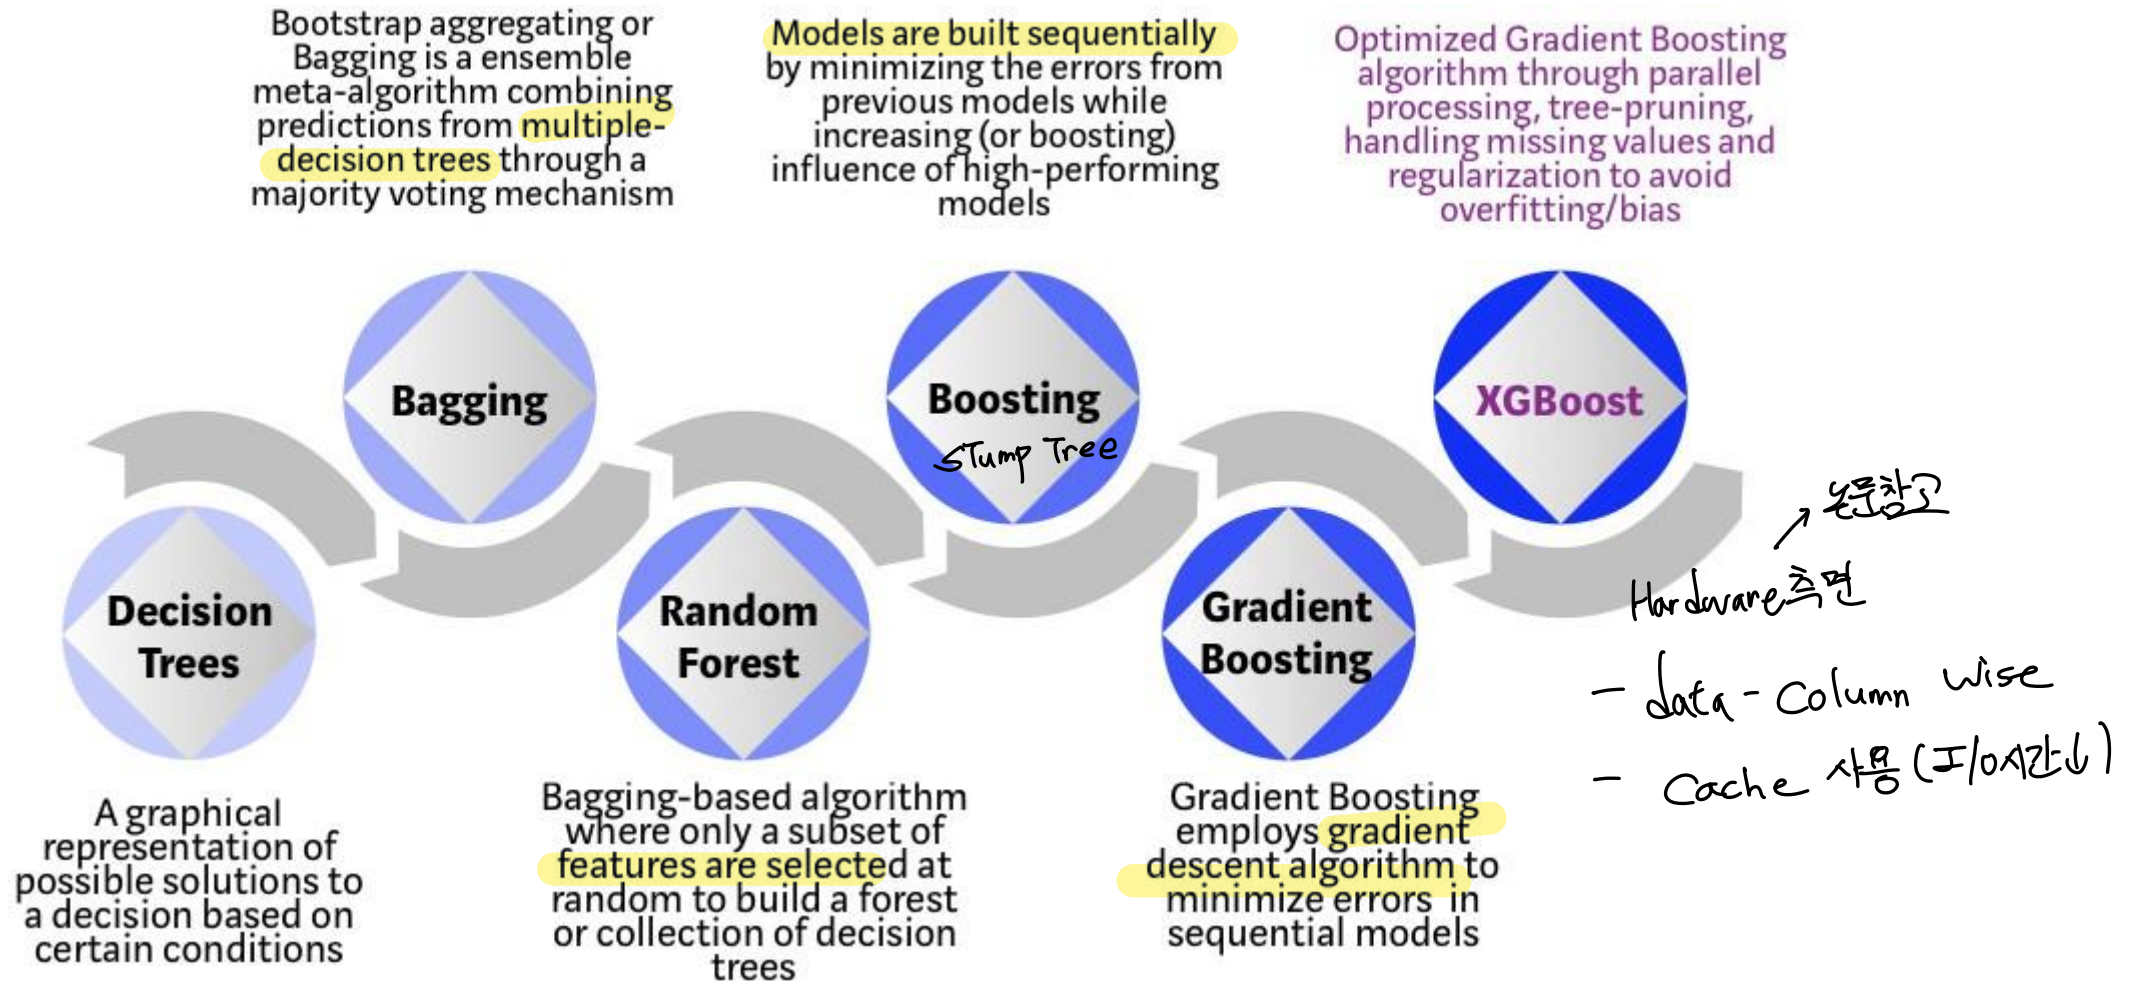 Bootstrap aggregating or
Bagging is a ensemble
meta-algorithm combining
predictions from multiple-
decision trees through a
majority voting mechanism
Models are built sequentially
by minimizing the errors from
previous models while
increasing (or boosting)
influence of high-performing
models
Optimized Gradient Boosting
algorithm through parallel
processing, tree-pruning,
handling missing values and
regularization to avoid
overfitting/bias
Bagging
Boosting
STump Tree
XGBoost
Decision
Trees
Random
Forest
Gradient
Boosting
논문참고
Hardware측면
- data - Column wise
- Cache 사용 (I/O시간↓)
A graphical
representation of
possible solutions to
a decision based on
certain conditions
Bagging-based algorithm
where only a subset of
features are selected at
random to build a forest
or collection of decision
trees
Gradient Boosting
employs gradient
descent algorithm to
minimize errors in
sequential models